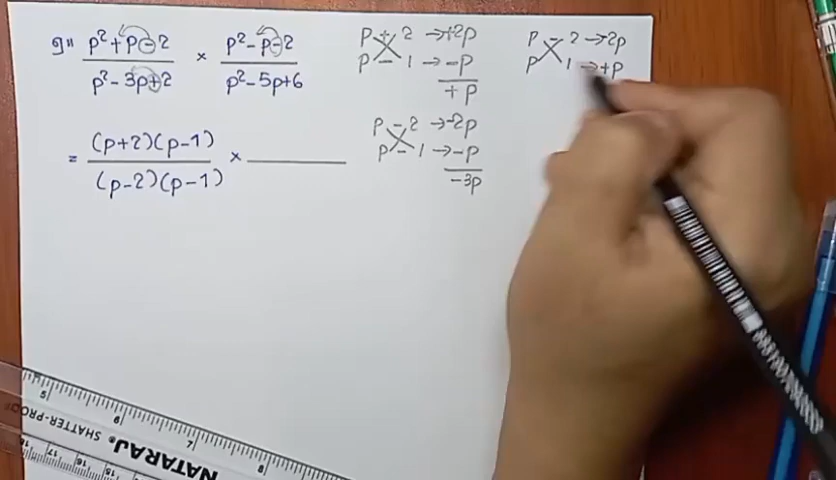 9॥ p²+p-2 / p²-3p+2 × p²-p-2 / p²-5p+6
= (p+2)(p-1) / (p-2)(p-1) ×
p + 2 →+2p
p - 1 → -p
+p
p - 2 →-2p
p - 1 →-p
-3p
p - 2 →2p
p 1 →+p
SHATTER-PROOF
NATARAJ